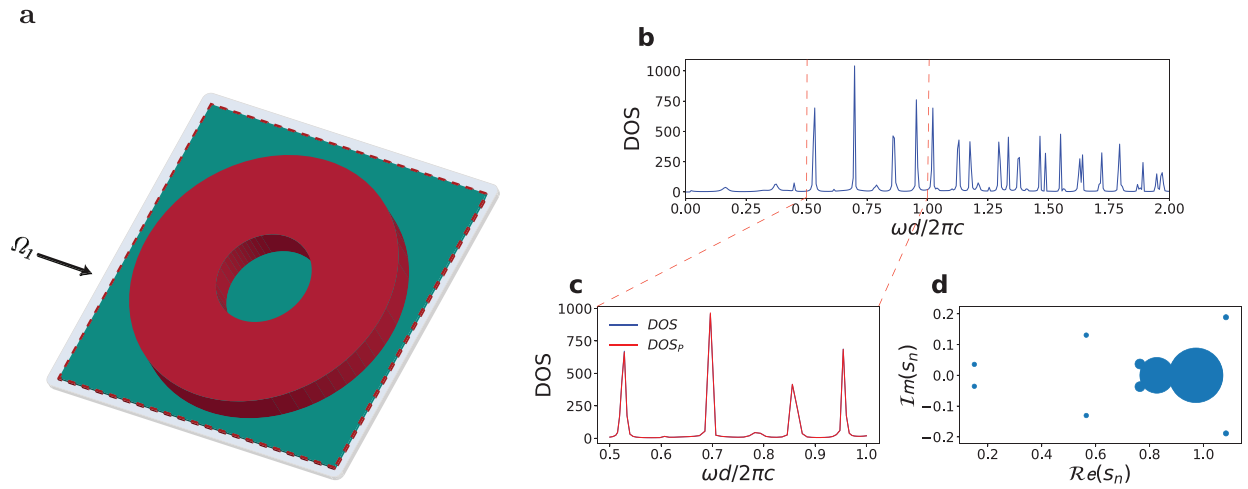 a
Ω₁
b
DOS
1000
750
500
250
0
0.00 0.25 0.50 0.75 1.00 1.25 1.50 1.75 2.00
ωd/2πc
c
DOS
1000
750
500
250
0
DOS
DOSₚ
0.5 0.6 0.7 0.8 0.9 1.0
ωd/2πc
d
ℐm(sₙ)
0.2
0.1
0.0
−0.1
−0.2
0.2 0.4 0.6 0.8 1.0
ℛe(sₙ)